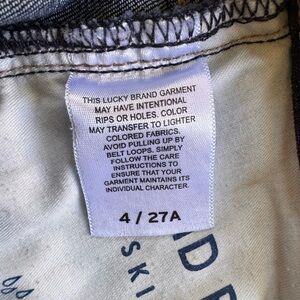 THIS LUCKY BRAND GARMENT
MAY HAVE INTENTIONAL
RIPS OR HOLES. COLOR
MAY TRANSFER TO LIGHTER
COLORED FABRICS.
AVOID PULLING UP BY
BELT LOOPS. SIMPLY
FOLLOW THE CARE
INSTRUCTIONS TO
ENSURE THAT YOUR
GARMENT MAINTAINS ITS
INDIVIDUAL CHARACTER.
4 / 27A
SKI